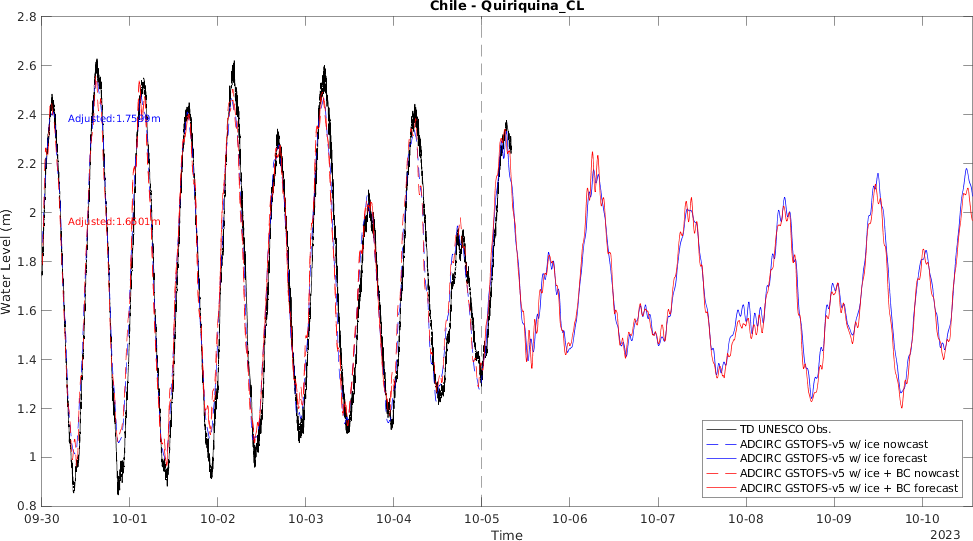 Chile - Quiriquina_CL
2.8
2.6
2.4
2.2
2
1.8
1.6
1.4
1.2
1
0.8
Water Level (m)
Adjusted:1.7599m
Adjusted:1.6601m
TD UNESCO Obs.
ADCIRC GSTOFS-v5 w/ ice nowcast
ADCIRC GSTOFS-v5 w/ ice forecast
ADCIRC GSTOFS-v5 w/ ice + BC nowcast
ADCIRC GSTOFS-v5 w/ ice + BC forecast
09-30 10-01 10-02 10-03 10-04 10-05 10-06 10-07 10-08 10-09 10-10
Time
2023